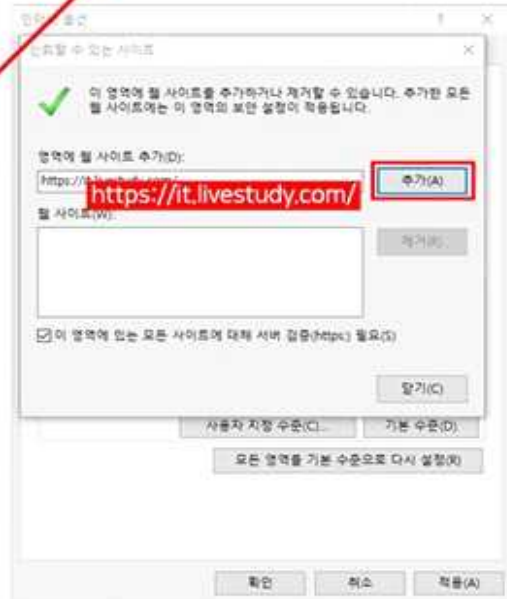 인터넷 옵션
신뢰할 수 있는 사이트
이 영역에 웹 사이트를 추가하거나 제거할 수 있습니다. 추가한 모든
웹 사이트에는 이 영역의 보안 설정이 적용됩니다.
영역에 웹 사이트 추가(D):
https://it.livestudy.com/
추가(A)
https://it.livestudy.com/
웹 사이트(W):
제거(R)
이 영역에 있는 모든 사이트에 대해 서버 검증(https:) 필요(S)
닫기(C)
사용자 지정 수준(C)...
기본 수준(D)
모든 영역을 기본 수준으로 다시 설정(R)
확인
취소
적용(A)